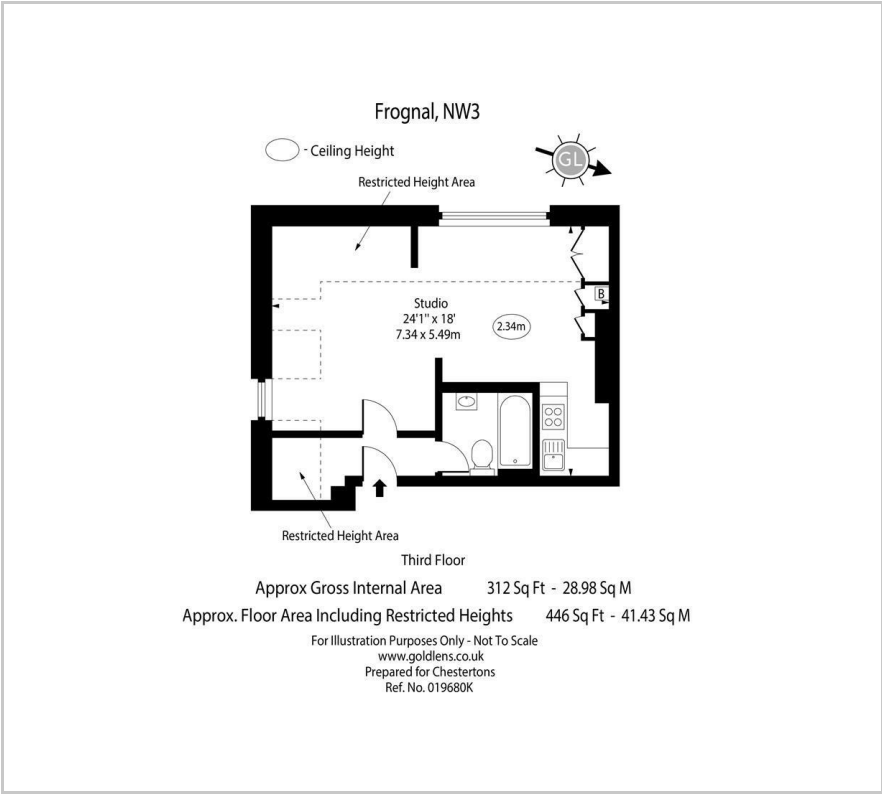 Frognal, NW3
- Ceiling Height
GL
Restricted Height Area
B
Studio
24'1" x 18'
7.34 x 5.49m
2.34m
Restricted Height Area
Third Floor
Approx Gross Internal Area 312 Sq Ft - 28.98 Sq M
Approx. Floor Area Including Restricted Heights 446 Sq Ft - 41.43 Sq M
For Illustration Purposes Only - Not To Scale
www.goldlens.co.uk
Prepared for Chestertons
Ref. No. 019680K